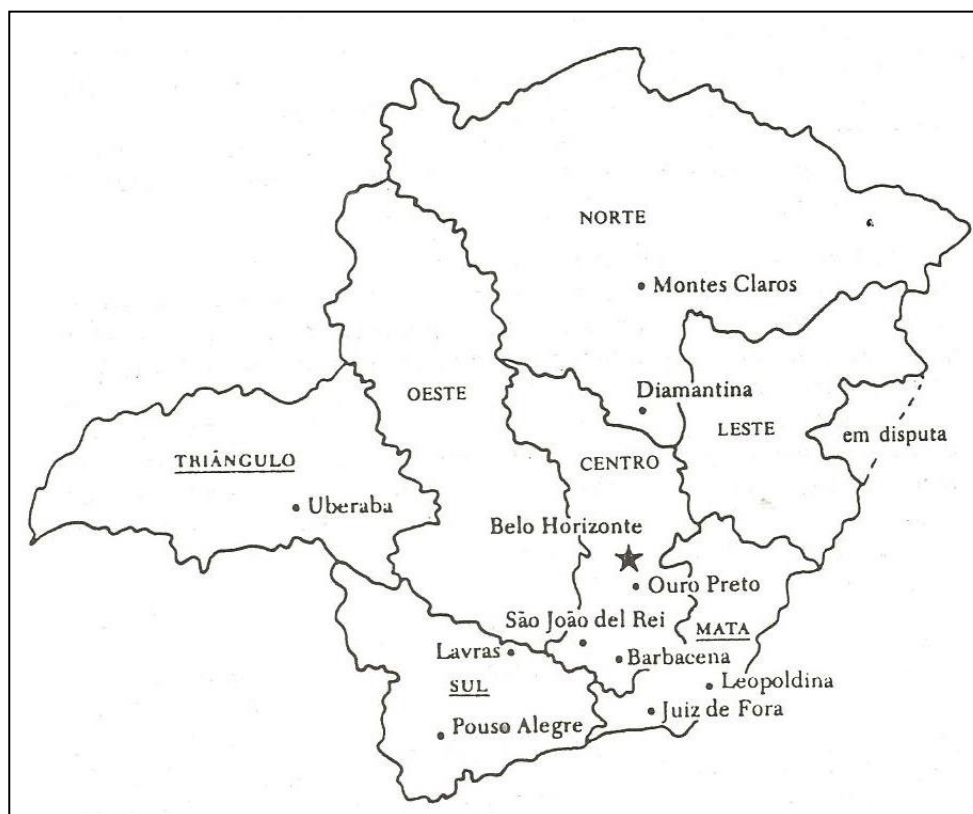 NORTE
Montes Claros
OESTE
Diamantina
LESTE
em disputa
TRIÂNGULO
CENTRO
Uberaba
Belo Horizonte
Ouro Preto
São João del Rei
MATA
Lavras
Barbacena
SUL
Leopoldina
Pouso Alegre
Juiz de Fora